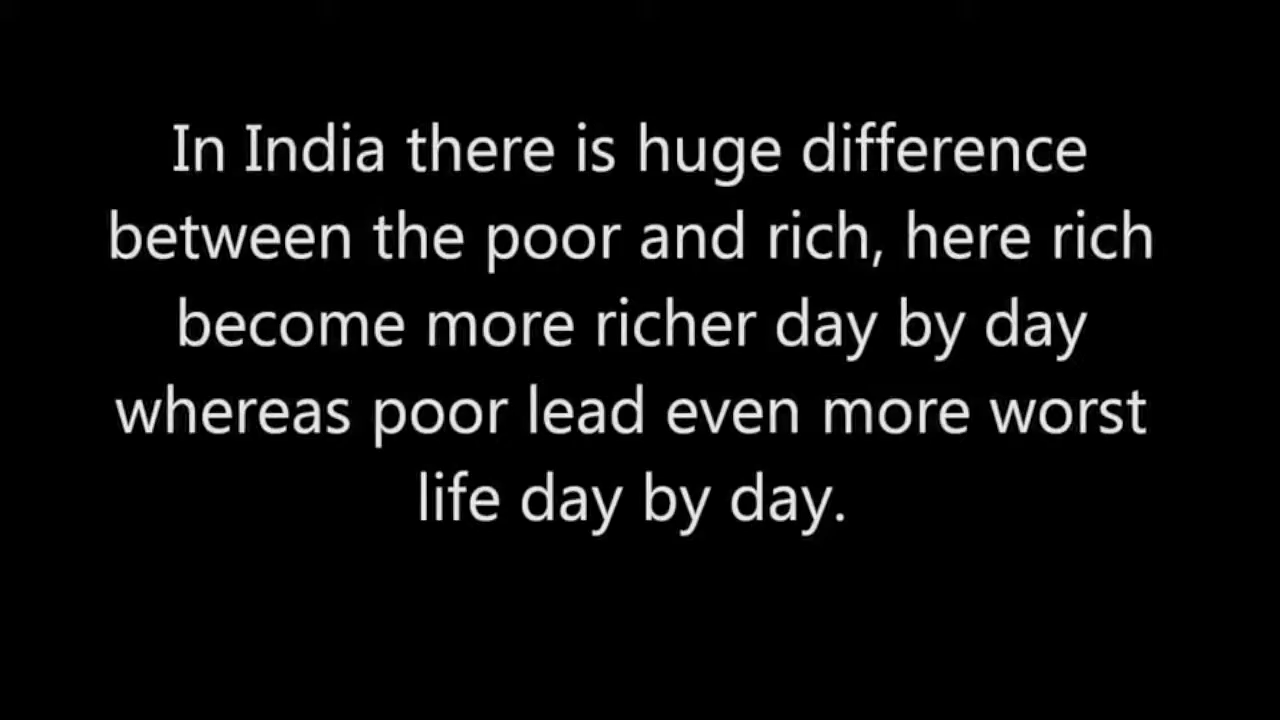 In India there is huge difference
between the poor and rich, here rich
become more richer day by day
whereas poor lead even more worst
life day by day.